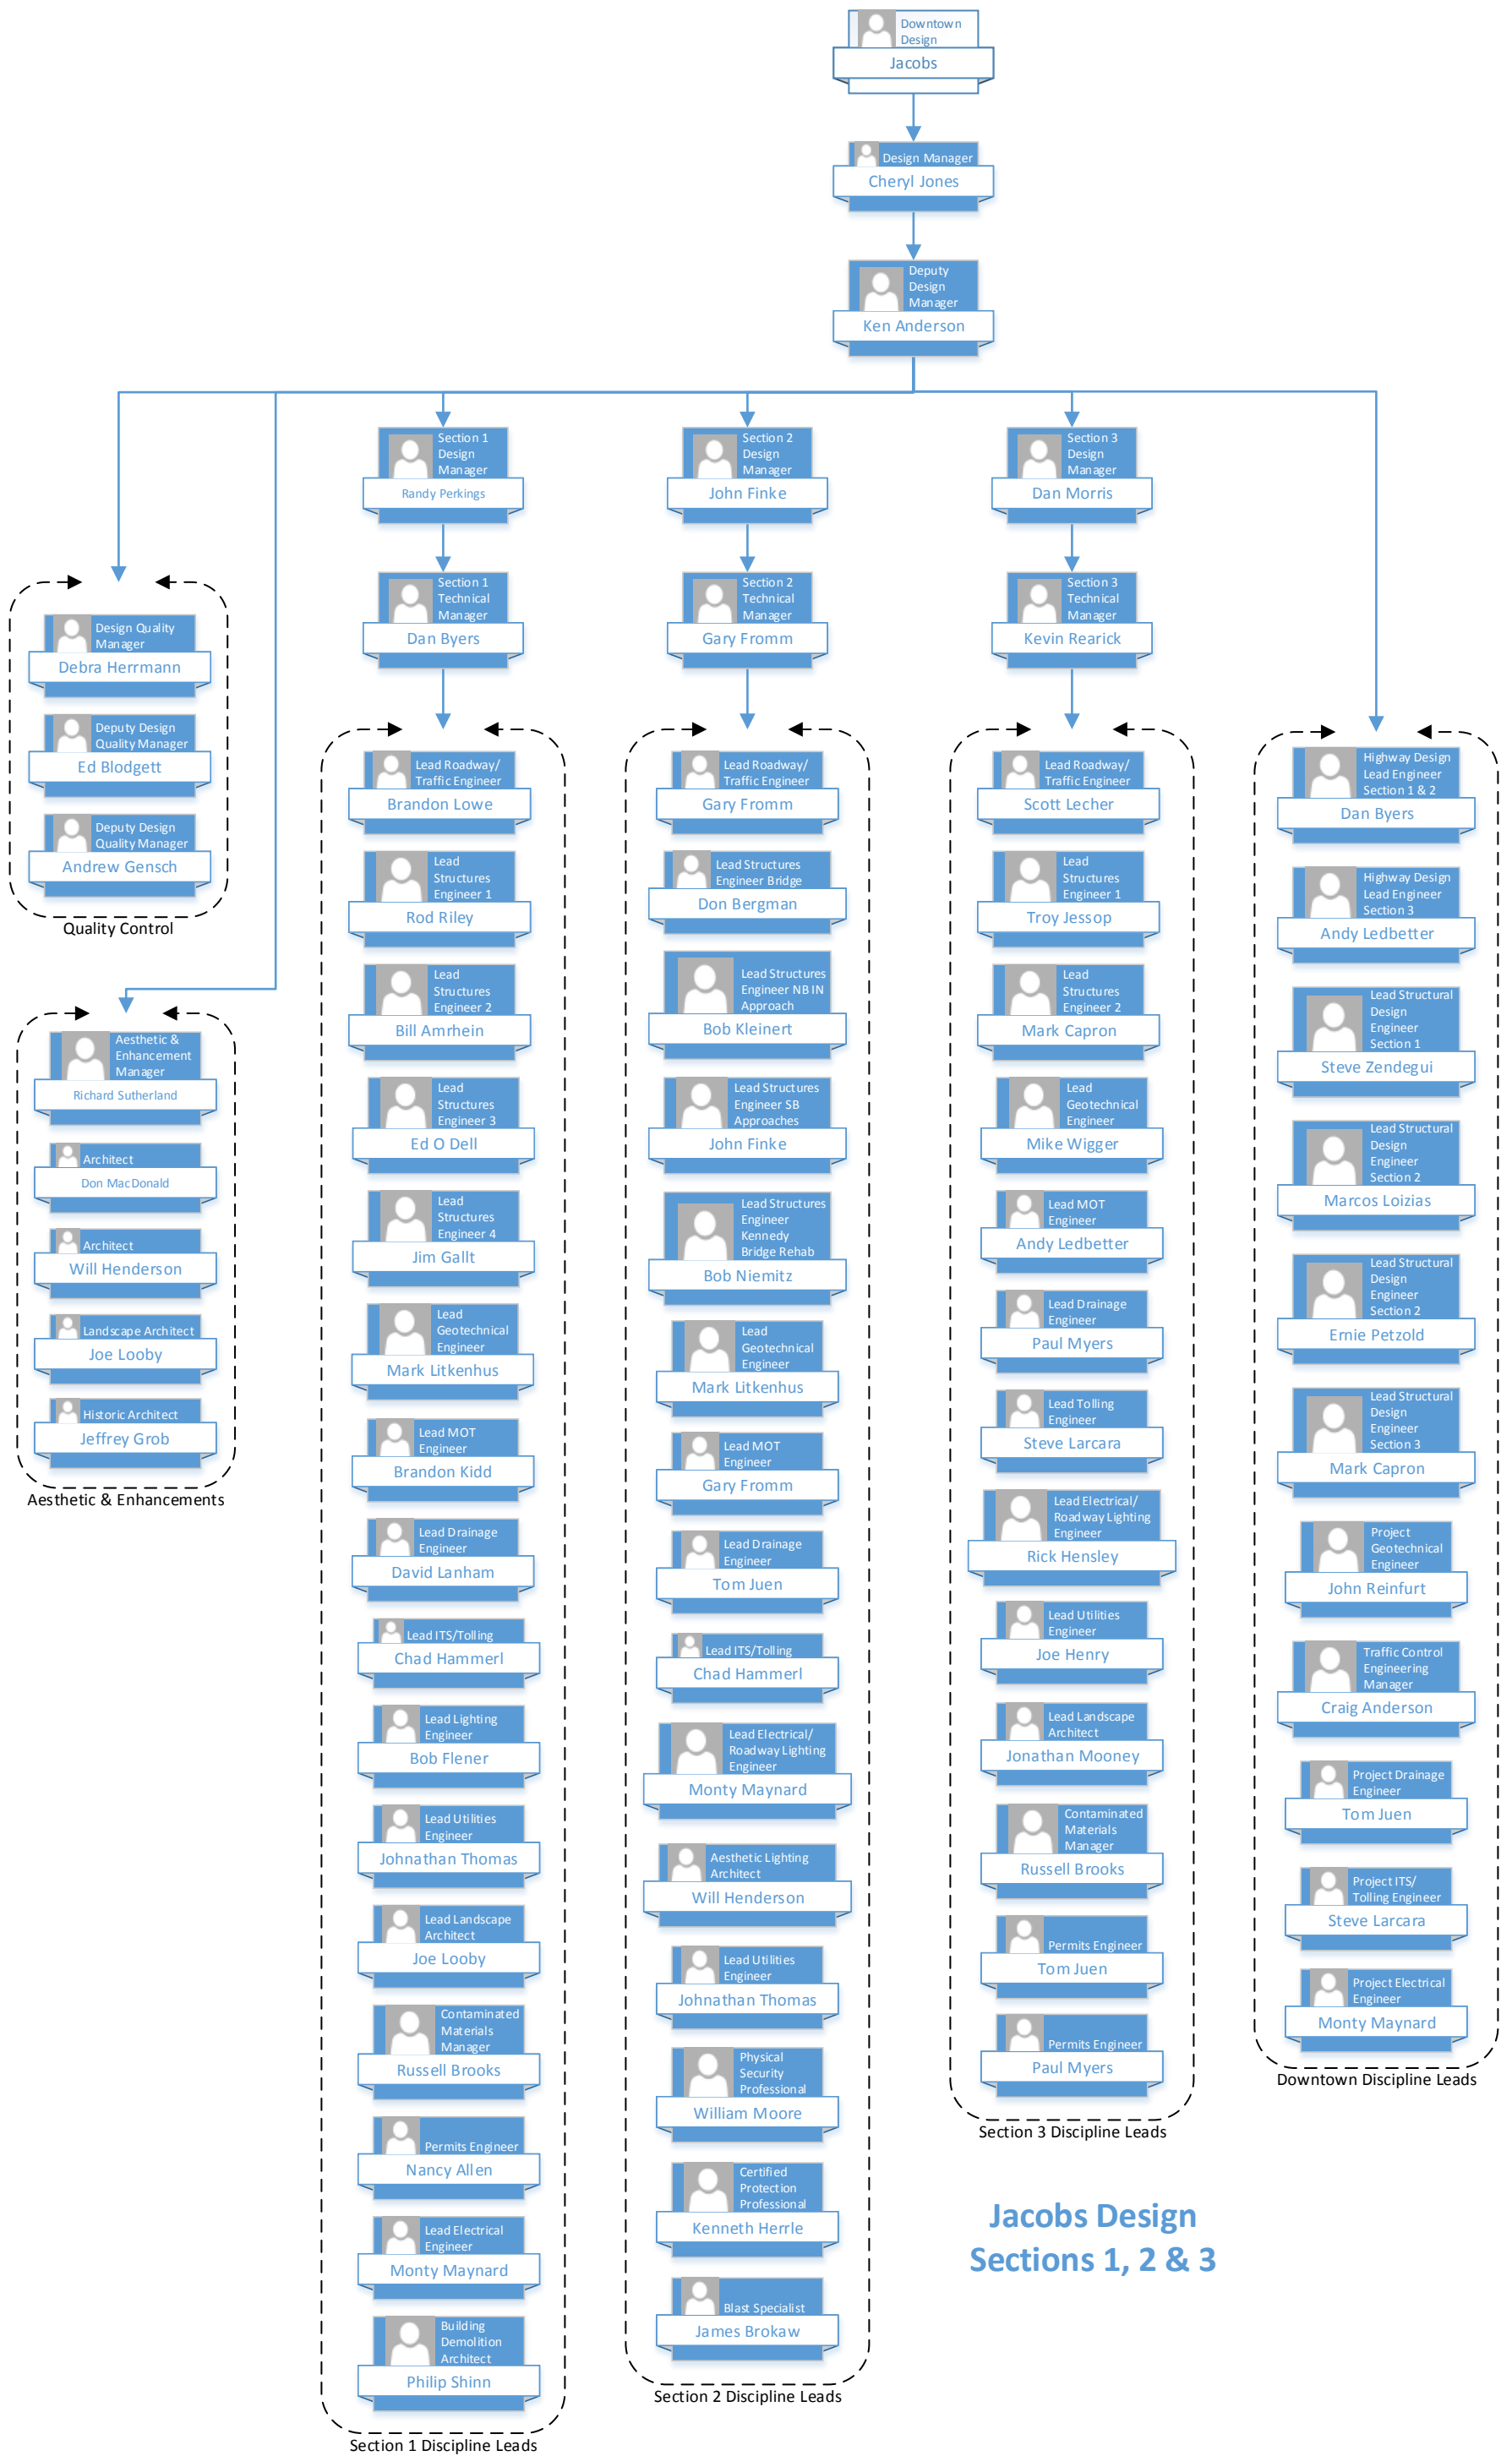 Downtown
Design
Jacobs
Design Manager
Cheryl Jones
Deputy
Design
Manager
Ken Anderson
Section 1
Design
Manager
Randy Perkings
Section 2
Design
Manager
John Finke
Section 3
Design
Manager
Dan Morris
Section 1
Technical
Manager
Dan Byers
Section 2
Technical
Manager
Gary Fromm
Section 3
Technical
Manager
Kevin Rearick
Design Quality
Manager
Debra Herrmann
Deputy Design
Quality Manager
Ed Blodgett
Deputy Design
Quality Manager
Andrew Gensch
Quality Control
Aesthetic &
Enhancement
Manager
Richard Sutherland
Architect
Don MacDonald
Architect
Will Henderson
Landscape Architect
Joe Looby
Historic Architect
Jeffrey Grob
Aesthetic & Enhancements
Lead Roadway/
Traffic Engineer
Brandon Lowe
Lead
Structures
Engineer 1
Rod Riley
Lead
Structures
Engineer 2
Bill Amrhein
Lead
Structures
Engineer 3
Ed O Dell
Lead
Structures
Engineer 4
Jim Gallt
Lead
Geotechnical
Engineer
Mark Litkenhus
Lead MOT
Engineer
Brandon Kidd
Lead Drainage
Engineer
David Lanham
Lead ITS/Tolling
Chad Hammerl
Lead Lighting
Engineer
Bob Flener
Lead Utilities
Engineer
Johnathan Thomas
Lead Landscape
Architect
Joe Looby
Contaminated
Materials
Manager
Russell Brooks
Permits Engineer
Nancy Allen
Lead Electrical
Engineer
Monty Maynard
Building
Demolition
Architect
Philip Shinn
Section 1 Discipline Leads
Lead Roadway/
Traffic Engineer
Gary Fromm
Lead Structures
Engineer Bridge
Don Bergman
Lead Structures
Engineer NB IN
Approach
Bob Kleinert
Lead Structures
Engineer SB
Approaches
John Finke
Lead Structures
Engineer
Kennedy
Bridge Rehab
Bob Niemitz
Lead
Geotechnical
Engineer
Mark Litkenhus
Lead MOT
Engineer
Gary Fromm
Lead Drainage
Engineer
Tom Juen
Lead ITS/Tolling
Chad Hammerl
Lead Electrical/
Roadway Lighting
Engineer
Monty Maynard
Aesthetic Lighting
Architect
Will Henderson
Lead Utilities
Engineer
Johnathan Thomas
Physical
Security
Professional
William Moore
Certified
Protection
Professional
Kenneth Herrle
Blast Specialist
James Brokaw
Section 2 Discipline Leads
Lead Roadway/
Traffic Engineer
Scott Lecher
Lead
Structures
Engineer 1
Troy Jessop
Lead
Structures
Engineer 2
Mark Capron
Lead
Geotechnical
Engineer
Mike Wigger
Lead MOT
Engineer
Andy Ledbetter
Lead Drainage
Engineer
Paul Myers
Lead Tolling
Engineer
Steve Larcara
Lead Electrical/
Roadway Lighting
Engineer
Rick Hensley
Lead Utilities
Engineer
Joe Henry
Lead Landscape
Architect
Jonathan Mooney
Contaminated
Materials
Manager
Russell Brooks
Permits Engineer
Tom Juen
Permits Engineer
Paul Myers
Section 3 Discipline Leads
Highway Design
Lead Engineer
Section 1 & 2
Dan Byers
Highway Design
Lead Engineer
Section 3
Andy Ledbetter
Lead Structural
Design
Engineer
Section 1
Steve Zendegui
Lead Structural
Design
Engineer
Section 2
Marcos Loizias
Lead Structural
Design
Engineer
Section 2
Ernie Petzold
Lead Structural
Design
Engineer
Section 3
Mark Capron
Project
Geotechnical
Engineer
John Reinfurt
Traffic Control
Engineering
Manager
Craig Anderson
Project Drainage
Engineer
Tom Juen
Project ITS/
Tolling Engineer
Steve Larcara
Project Electrical
Engineer
Monty Maynard
Downtown Discipline Leads
Jacobs Design
Sections 1, 2 & 3